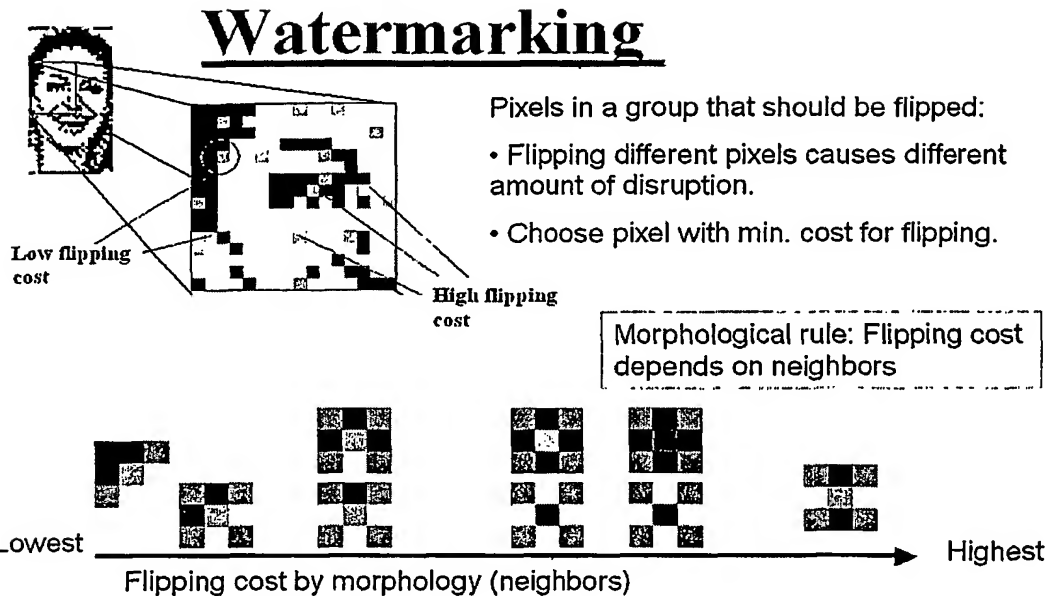 Watermarking
Pixels in a group that should be flipped:
• Flipping different pixels causes different
amount of disruption.
• Choose pixel with min. cost for flipping.
Low flipping
cost
High flipping
cost
Morphological rule: Flipping cost
depends on neighbors
Lowest
Highest
Flipping cost by morphology (neighbors)